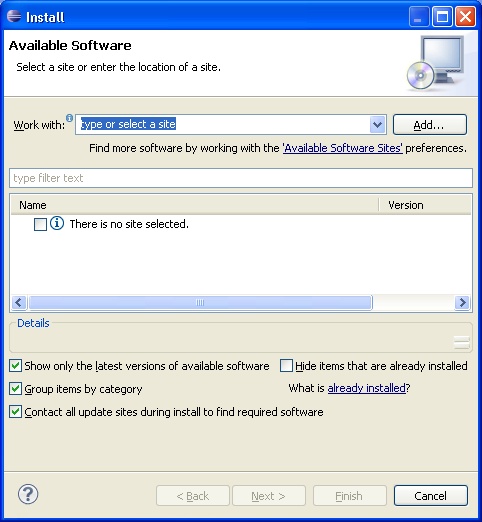 Install
Available Software
Select a site or enter the location of a site.
Work with: type or select a site Add...
Find more software by working with the 'Available Software Sites' preferences.
type filter text
Name Version
There is no site selected.
Details
Show only the latest versions of available software Hide items that are already installed
Group items by category What is already installed?
Contact all update sites during install to find required software
? < Back Next > Finish Cancel